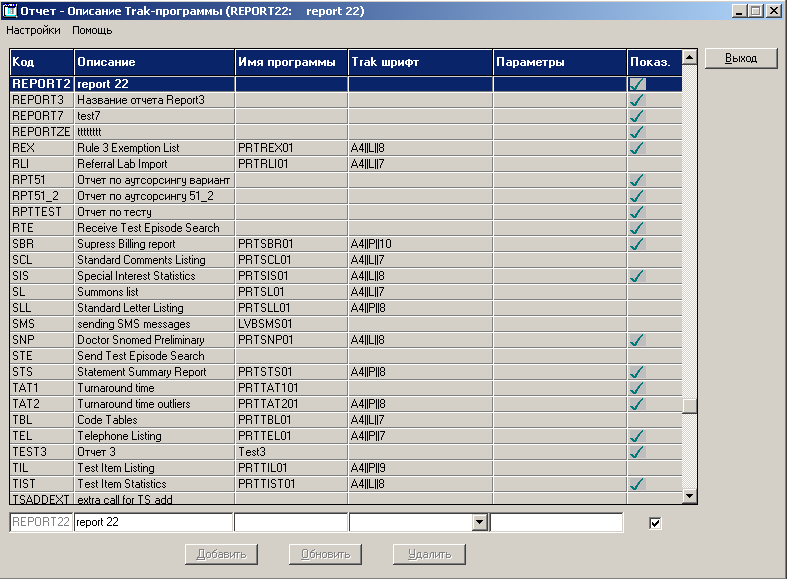 Отчет - Описание Trak-программы (REPORT22: report 22)
Настройки Помощь
Код Описание Имя программы Trak шрифт Параметры Показ.
Выход
REPORT2 report 22
REPORT3 Название отчета Report3
REPORT7 test7
REPORTZE tttttttt
REX Rule 3 Exemption List PRTREX01 A4||L||8
RLI Referral Lab Import PRTRLI01 A4||L||7
RPT51 Отчет по аутсорсингу вариант
RPT51_2 Отчет по аутсорсингу 51_2
RPTTEST Отчет по тесту
RTE Receive Test Episode Search
SBR Supress Billing report PRTSBR01 A4||P||10
SCL Standard Comments Listing PRTSCL01 A4||L||7
SIS Special Interest Statistics PRTSIS01 A4||L||8
SL Summons list PRTSL01 A4||L||7
SLL Standard Letter Listing PRTSLL01 A4||P||8
SMS sending SMS messages LVBSMS01
SNP Doctor Snomed Preliminary PRTSNP01 A4||L||8
STE Send Test Episode Search
STS Statement Summary Report PRTSTS01 A4||P||8
TAT1 Turnaround time PRTTAT101
TAT2 Turnaround time outliers PRTTAT201 A4||P||8
TBL Code Tables PRTTBL01 A4||L||7
TEL Telephone Listing PRTTEL01 A4||P||7
TEST3 Отчет 3 Test3
TIL Test Item Listing PRTTIL01 A4||P||9
TIST Test Item Statistics PRTTIST01 A4||L||8
TSADDEXT extra call for TS add
REPORT22 report 22
Добавить Обновить Удалить